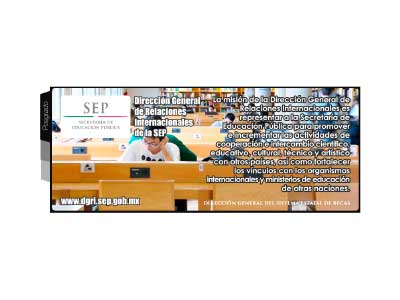 Posgrado
SEP
SECRETARÍA DE
EDUCACIÓN PÚBLICA
Dirección General
de Relaciones
Internacionales
de la SEP
www.dgri.sep.gob.mx
La misión de la Dirección General de
Relaciones Internacionales es
representar a la Secretaría de
Educación Pública para promover
e incrementar las actividades de
cooperación e intercambio científico,
educativo, cultural, técnico y artístico
con otros países, así como fortalecer
los vínculos con los organismos
internacionales y ministerios de educación
de otras naciones.
DIRECCIÓN GENERAL DEL SISTEMA ESTATAL DE BECAS